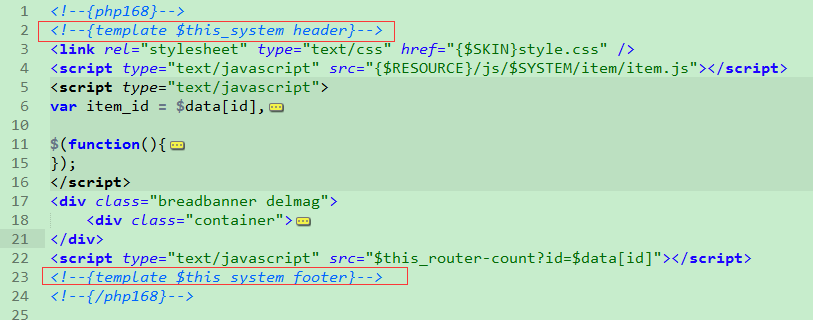 1 <!--{php168}-->
2 <!--{template $this_system header}-->
3 <link rel="stylesheet" type="text/css" href="{$SKIN}style.css" />
4 <script type="text/javascript" src="{$RESOURCE}/js/$SYSTEM/item/item.js"></script>
5 <script type="text/javascript">
6 var item_id = $data[id],
10
11 $(function(){
15 });
16 </script>
17 <div class="breadbanner delmag">
18     <div class="container">
21 </div>
22 <script type="text/javascript" src="$this_router-count?id=$data[id]"></script>
23 <!--{template $this_system footer}-->
24 <!--{/php168}-->
25